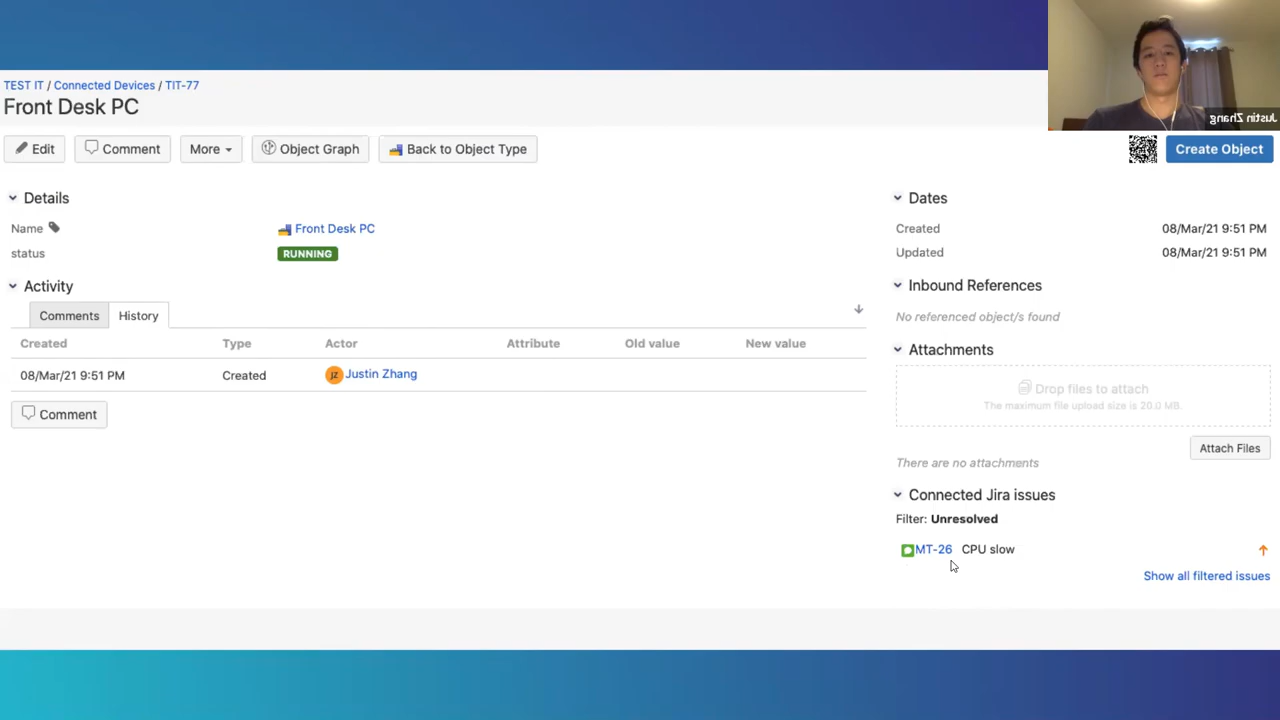 TEST IT / Connected Devices / TIT-77
Front Desk PC
Justin Zhang
Edit
Comment
More
Object Graph
Back to Object Type
Create Object
Details
Name
Front Desk PC
status
RUNNING
Activity
Comments
History
Created Type Actor Attribute Old value New value
08/Mar/21 9:51 PM Created JZ Justin Zhang
Comment
Dates
Created 08/Mar/21 9:51 PM
Updated 08/Mar/21 9:51 PM
Inbound References
No referenced object/s found
Attachments
Drop files to attach
The maximum file upload size is 20.0 MB.
Attach Files
There are no attachments
Connected Jira issues
Filter: Unresolved
MT-26 CPU slow
Show all filtered issues